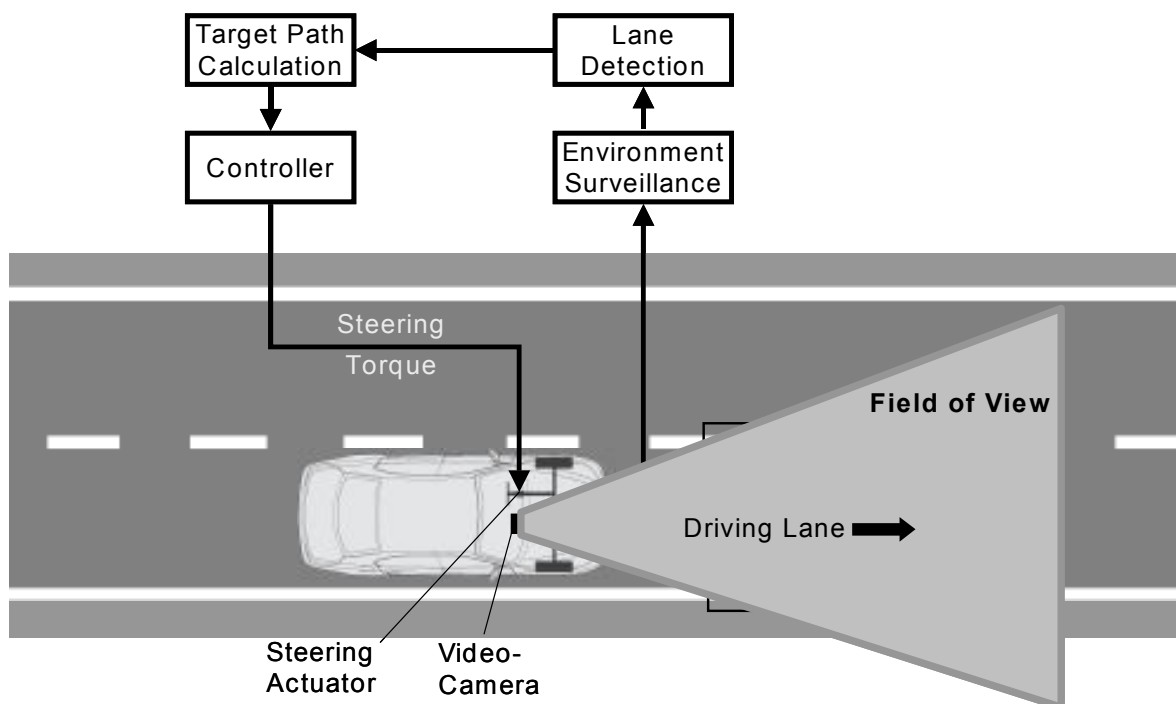 Target Path
Calculation
Lane
Detection
Controller
Environment
Surveillance
Steering
Torque
Field of View
Driving Lane
Steering
Actuator
Video-
Camera